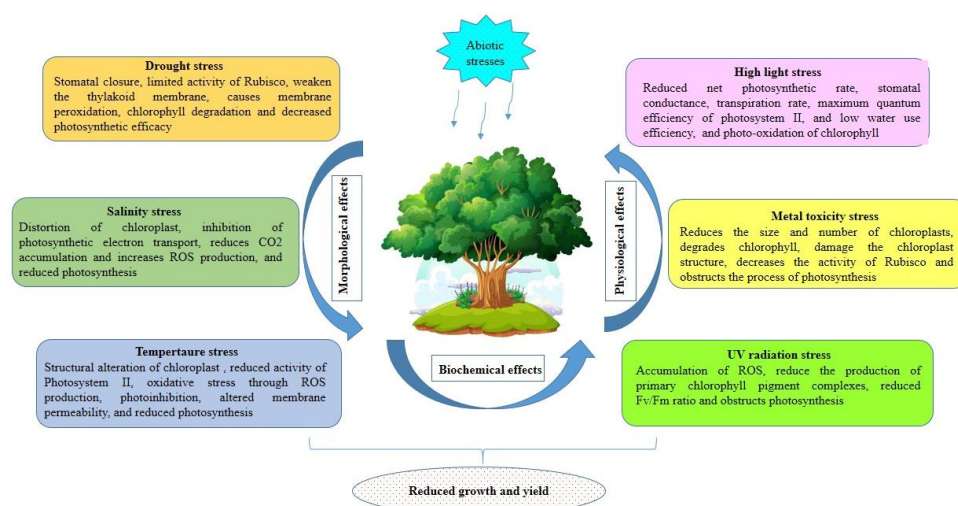 Abiotic
stresses
Drought stress
Stomatal closure, limited activity of Rubisco, weaken
the thylakoid membrane, causes membrane
peroxidation, chlorophyll degradation and decreased
photosynthetic efficacy
High light stress
Reduced net photosynthetic rate, stomatal
conductance, transpiration rate, maximum quantum
efficiency of photosystem II, and low water use
efficiency, and photo-oxidation of chlorophyll
Salinity stress
Distortion of chloroplast, inhibition of
photosynthetic electron transport, reduces CO2
accumulation and increases ROS production, and
reduced photosynthesis
Morphological effects
Physiological effects
Metal toxicity stress
Reduces the size and number of chloroplasts,
degrades chlorophyll, damage the chloroplast
structure, decreases the activity of Rubisco and
obstructs the process of photosynthesis
Tempertaure stress
Structural alteration of chloroplast , reduced activity of
Photosystem II, oxidative stress through ROS
production, photoinhibition, altered membrane
permeability, and reduced photosynthesis
Biochemical effects
UV radiation stress
Accumulation of ROS, reduce the production of
primary chlorophyll pigment complexes, reduced
Fv/Fm ratio and obstructs photosynthesis
Reduced growth and yield